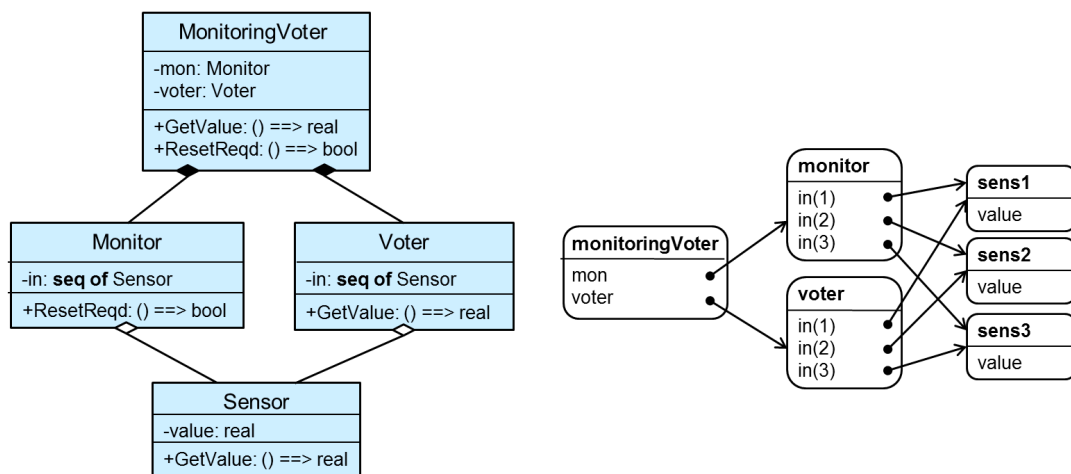 MonitoringVoter
-mon: Monitor
-voter: Voter
+GetValue: () ==> real
+ResetReqd: () ==> bool
Monitor
-in: seq of Sensor
+ResetReqd: () ==> bool
Voter
-in: seq of Sensor
+GetValue: () ==> real
Sensor
-value: real
+GetValue: () ==> real
monitoringVoter
mon
voter
monitor
in(1)
in(2)
in(3)
voter
in(1)
in(2)
in(3)
sens1
value
sens2
value
sens3
value